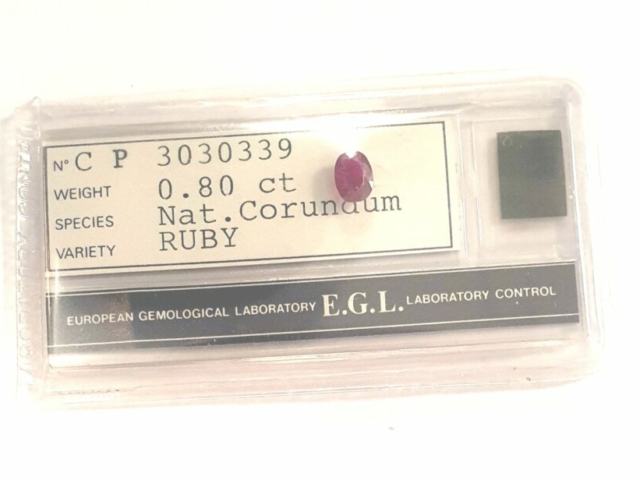 N° C P 3030339
WEIGHT 0.80 ct
SPECIES Nat.Corundum
VARIETY RUBY
EUROPEAN GEMOLOGICAL LABORATORY E.G.L. LABORATORY CONTROL